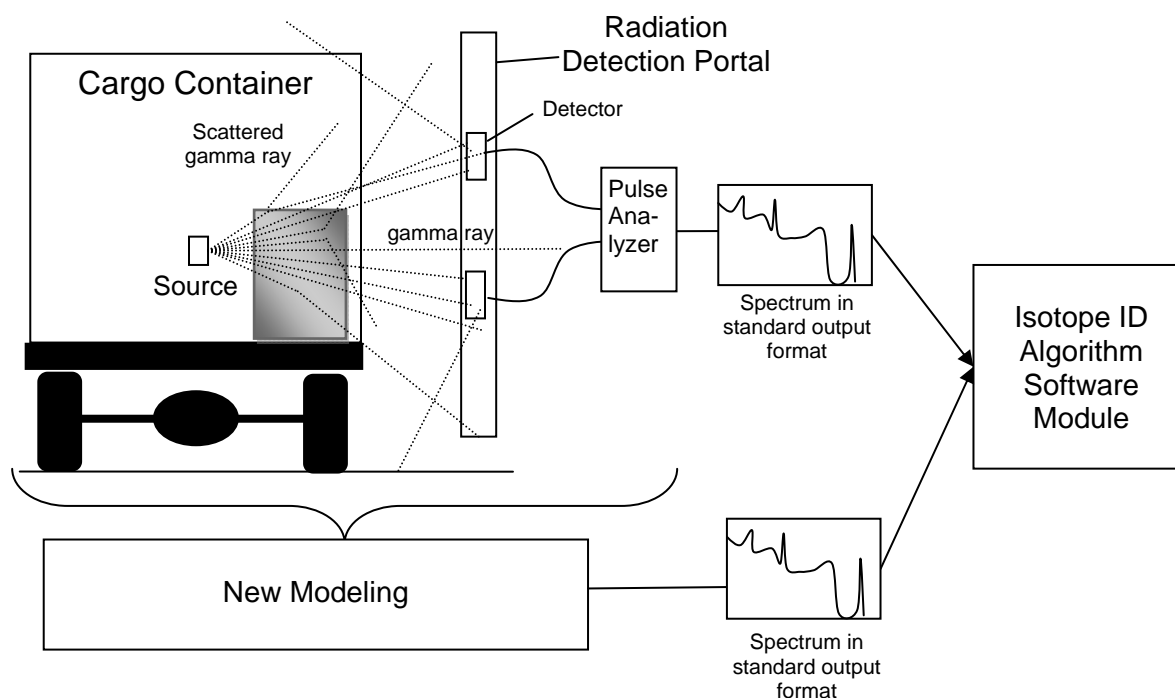 Radiation
Detection Portal
Cargo Container
Detector
Scattered
gamma ray
Pulse
Ana-
lyzer
gamma ray
Source
Spectrum in
standard output
format
Isotope ID
Algorithm
Software
Module
New Modeling
Spectrum in
standard output
format